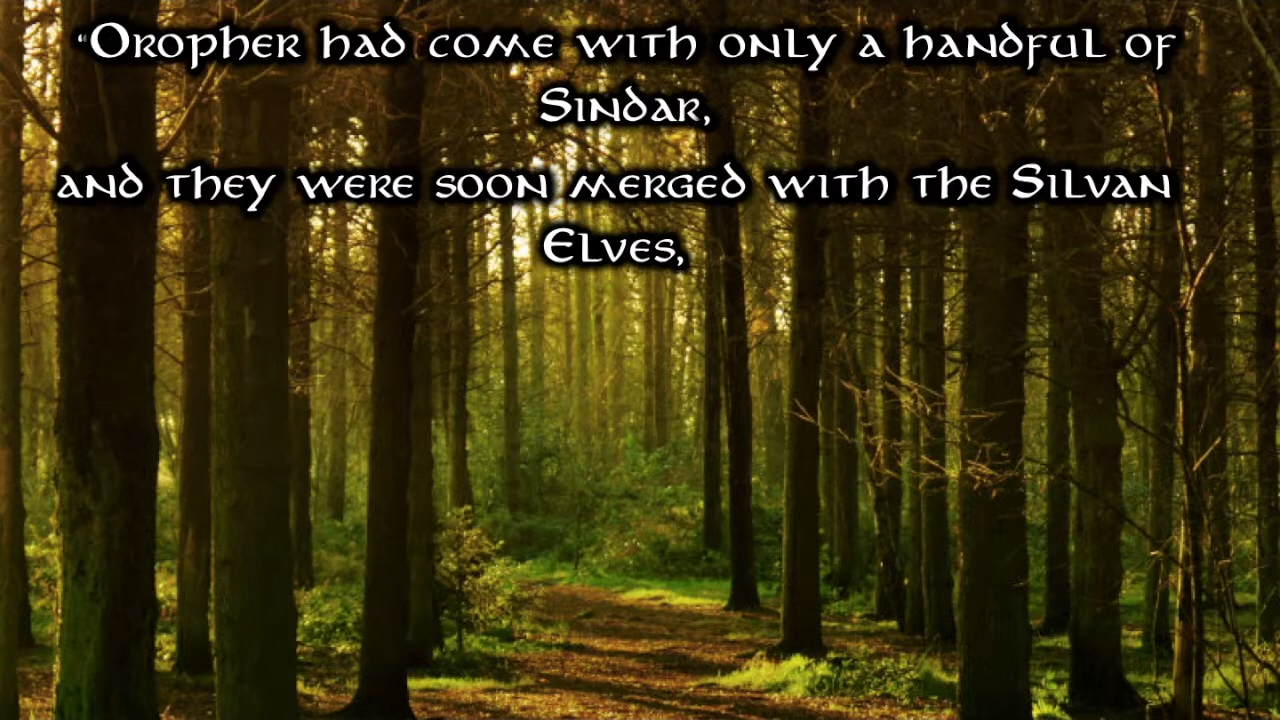 “Oropher had come with only a handful of
Sindar,
and they were soon merged with the Silvan
Elves,